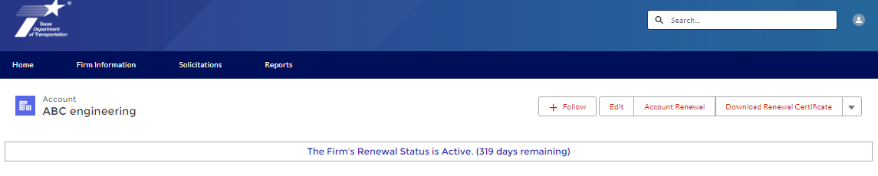 Texas
Department
of Transportation
Search...
Home Firm Information Solicitations Reports
Account
ABC engineering
+ Follow Edit Account Renewal Download Renewal Certificate
The Firm's Renewal Status is Active. (319 days remaining)